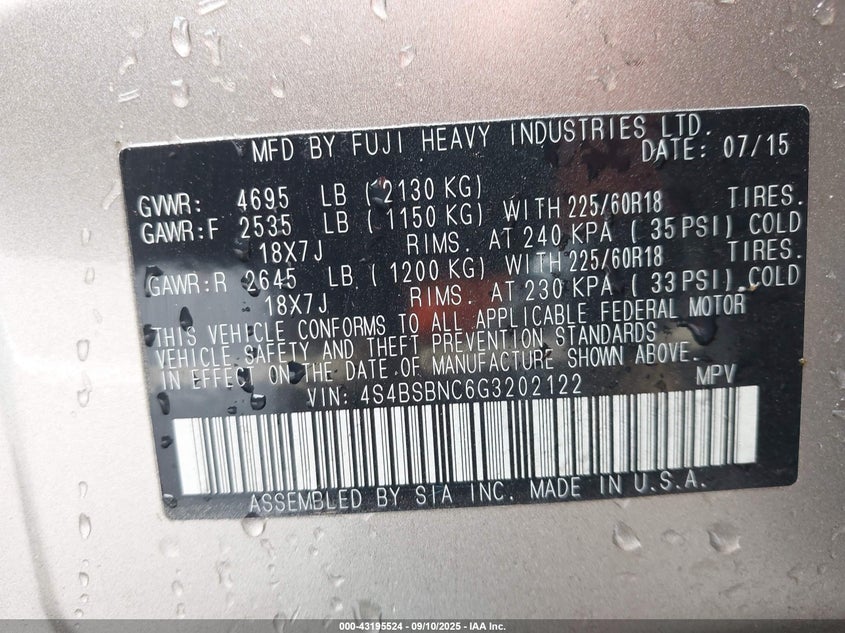 MFD BY FUJI HEAVY INDUSTRIES LTD.
DATE: 07/15
GVWR: 4695 LB (2130 KG)
GAWR:F 2535 LB (1150 KG) WITH 225/60R18 TIRES.
18X7J RIMS. AT 240 KPA (35 PSI) COLD
GAWR:R 2645 LB (1200 KG) WITH 225/60R18 TIRES.
18X7J RIMS. AT 230 KPA (33 PSI) COLD
THIS VEHICLE CONFORMS TO ALL APPLICABLE FEDERAL MOTOR
VEHICLE SAFETY AND THEFT PREVENTION STANDARDS
IN EFFECT ON THE DATE OF MANUFACTURE SHOWN ABOVE.
VIN: 4S4BSBNC6G3202122 MPV
ASSEMBLED BY SIA INC. MADE IN U.S.A.
000-43195524 - 09/10/2025 - IAA Inc.